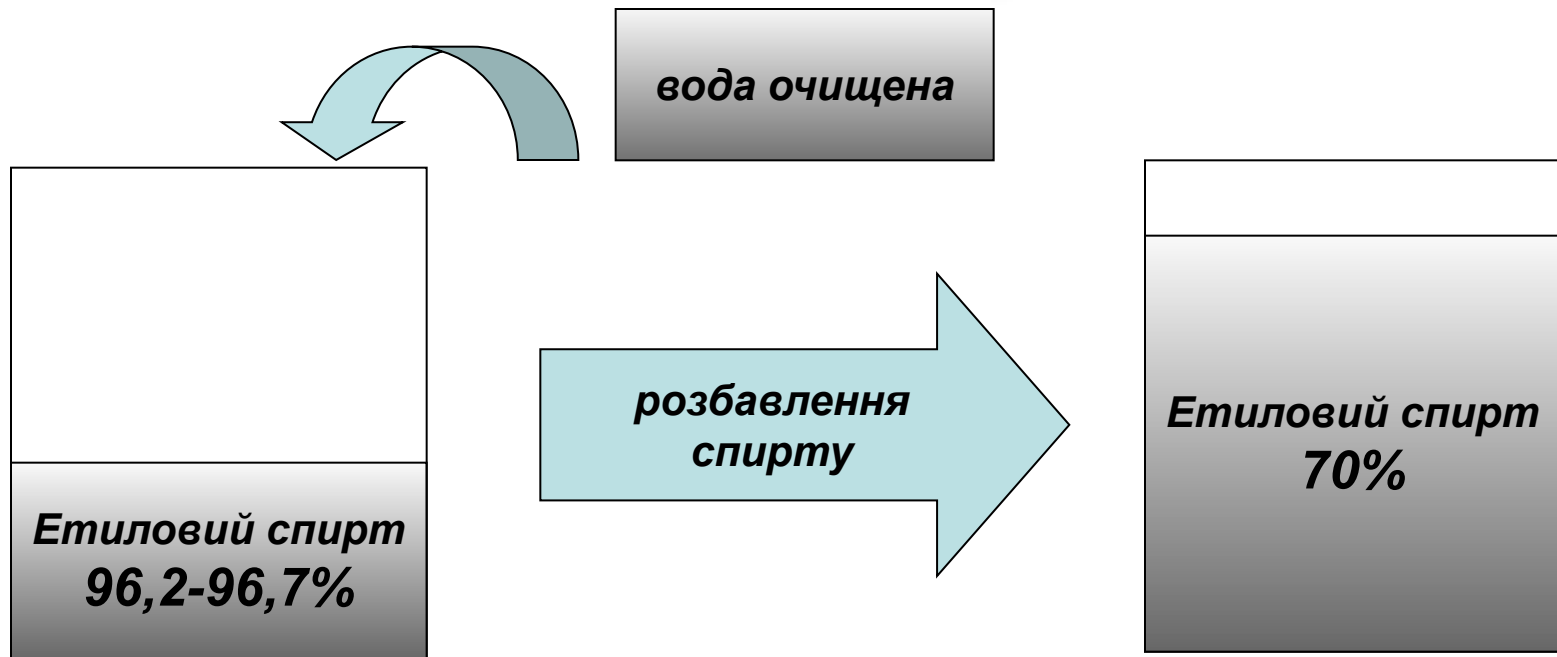 вода очищена
розбавлення
спирту
Етиловий спирт
70%
Етиловий спирт
96,2-96,7%